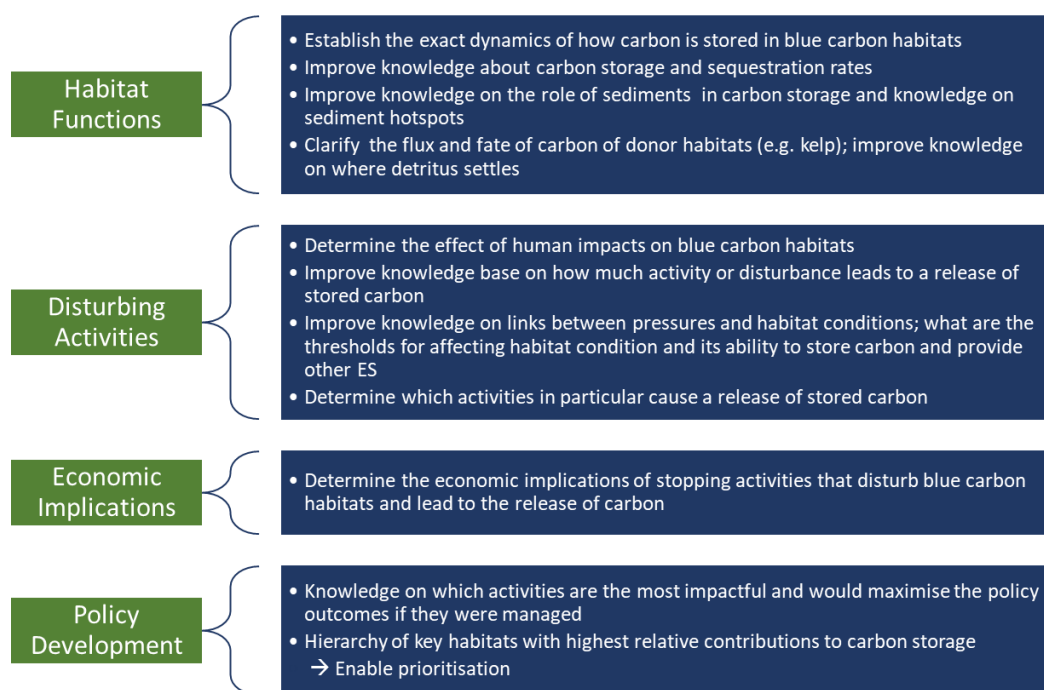 Habitat
Functions
• Establish the exact dynamics of how carbon is stored in blue carbon habitats
• Improve knowledge about carbon storage and sequestration rates
• Improve knowledge on the role of sediments in carbon storage and knowledge on
sediment hotspots
• Clarify the flux and fate of carbon of donor habitats (e.g. kelp); improve knowledge
on where detritus settles
Disturbing
Activities
• Determine the effect of human impacts on blue carbon habitats
• Improve knowledge base on how much activity or disturbance leads to a release of
stored carbon
• Improve knowledge on links between pressures and habitat conditions; what are the
thresholds for affecting habitat condition and its ability to store carbon and provide
other ES
• Determine which activities in particular cause a release of stored carbon
Economic
Implications
• Determine the economic implications of stopping activities that disturb blue carbon
habitats and lead to the release of carbon
Policy
Development
• Knowledge on which activities are the most impactful and would maximise the policy
outcomes if they were managed
• Hierarchy of key habitats with highest relative contributions to carbon storage
→ Enable prioritisation